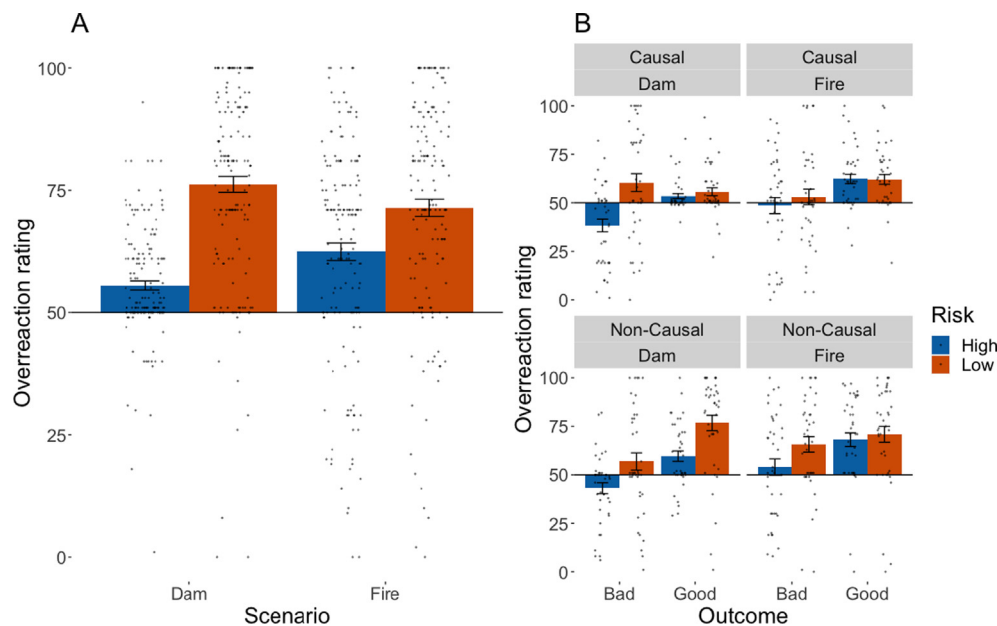 A
Overreaction rating
100
75
50
25
0
Dam
Fire
Scenario
B
Overreaction rating
Causal
Dam
Causal
Fire
100
75
50
25
0
Non-Causal
Dam
Non-Causal
Fire
100
75
50
25
0
Bad
Good
Bad
Good
Outcome
Risk
High
Low